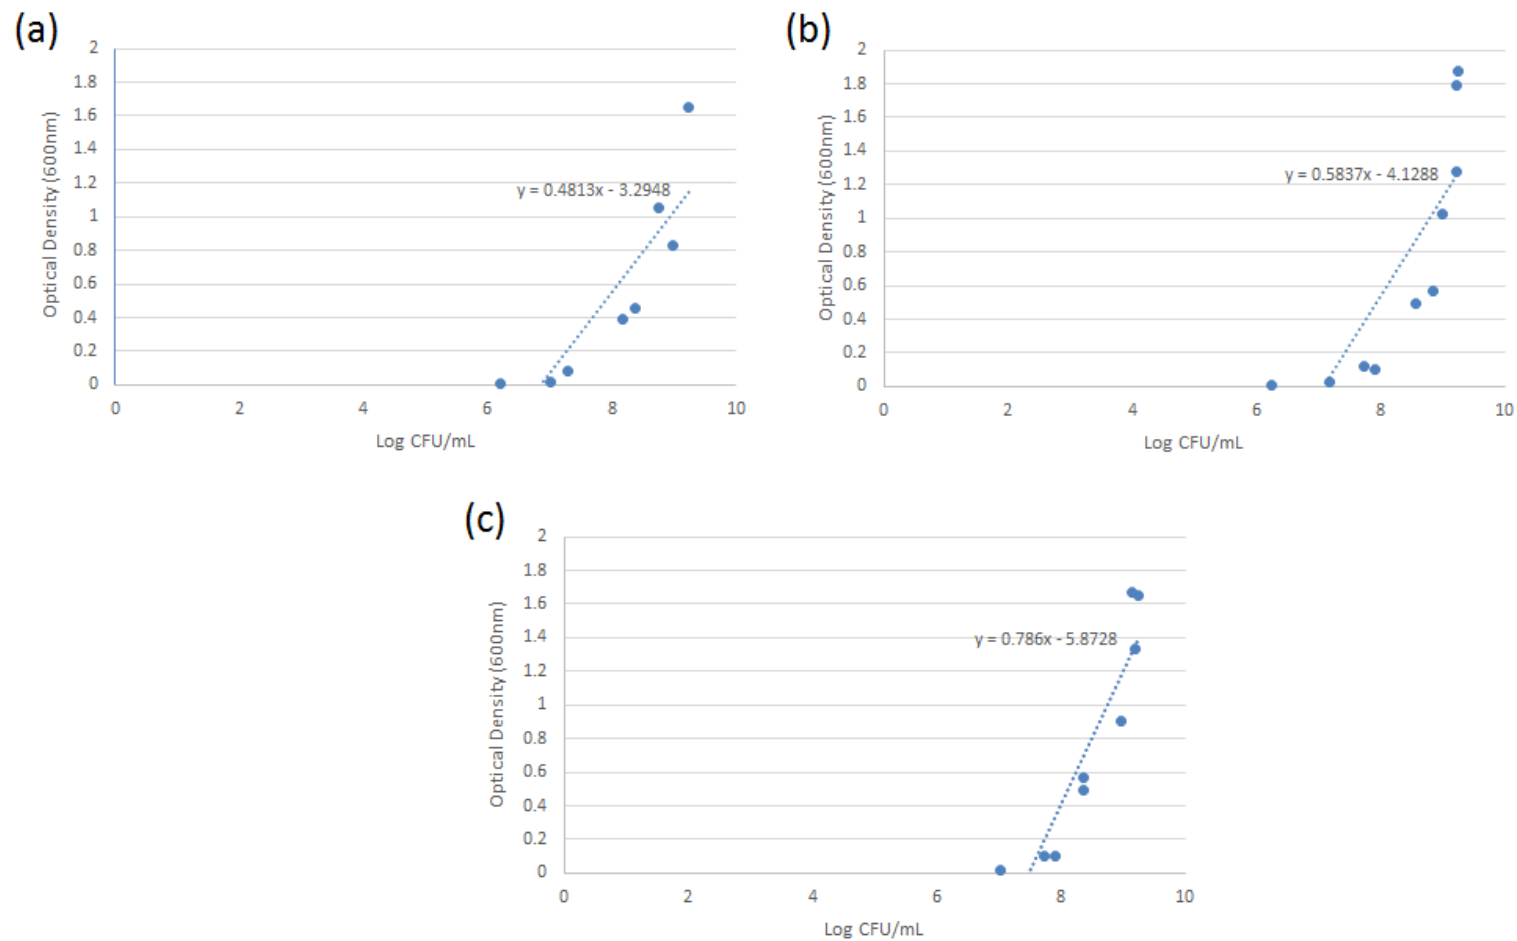 (a)
2
1.8
1.6
1.4
1.2
1
0.8
0.6
0.4
0.2
0
Optical Density (600nm)
y = 0.4813x - 3.2948
0 2 4 6 8 10
Log CFU/mL
(b)
2
1.8
1.6
1.4
1.2
1
0.8
0.6
0.4
0.2
0
Optical Density (600nm)
y = 0.5837x - 4.1288
0 2 4 6 8 10
Log CFU/mL
(c)
2
1.8
1.6
1.4
1.2
1
0.8
0.6
0.4
0.2
0
Optical Density (600nm)
y = 0.786x - 5.8728
0 2 4 6 8 10
Log CFU/mL